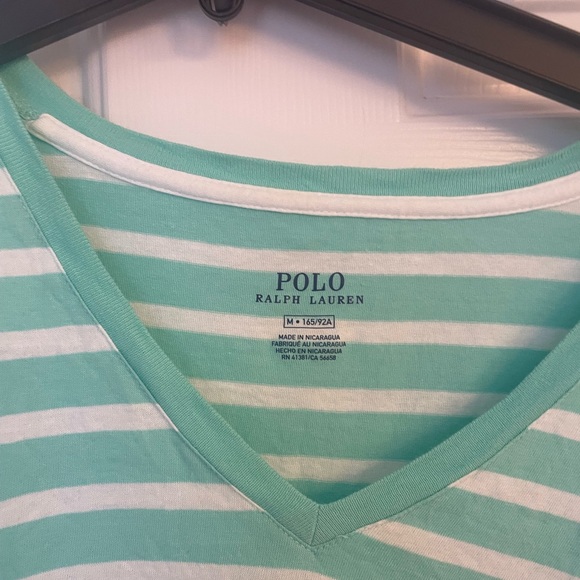 POLO
RALPH LAUREN
M • 165/92A
MADE IN NICARAGUA
FABRIQUÉ AU NICARAGUA
HECHO EN NICARAGUA
RN 41381/CA 56658